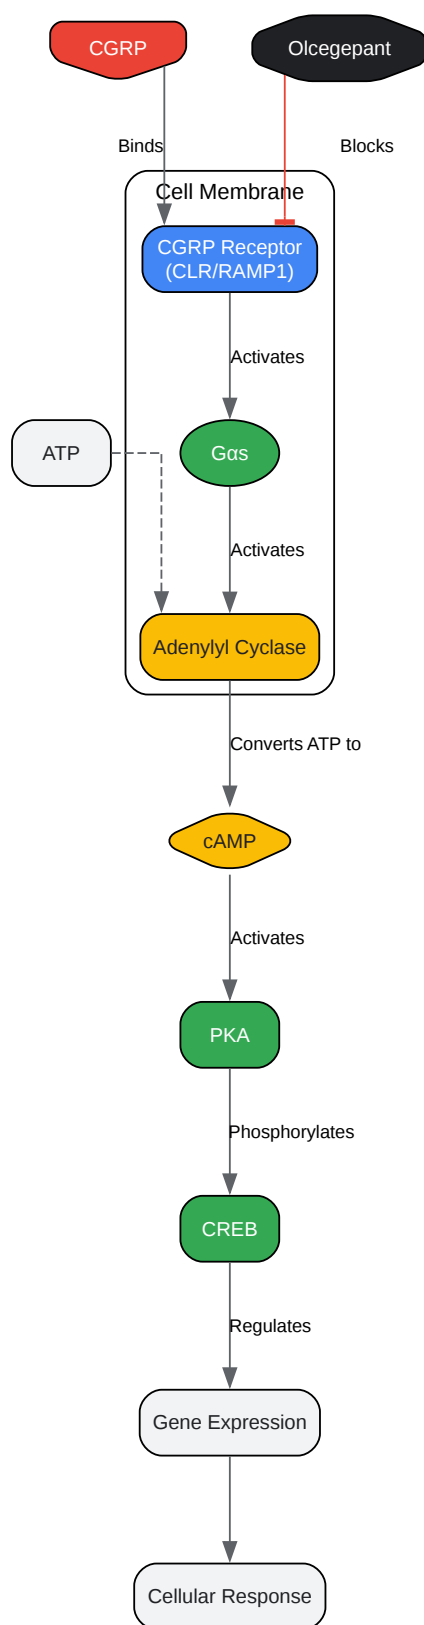 CGRP
Olcegepant
Binds
Blocks
Cell Membrane
CGRP Receptor
(CLR/RAMP1)
Activates
ATP
Gαs
Activates
Adenylyl Cyclase
Converts ATP to
cAMP
Activates
PKA
Phosphorylates
CREB
Regulates
Gene Expression
Cellular Response